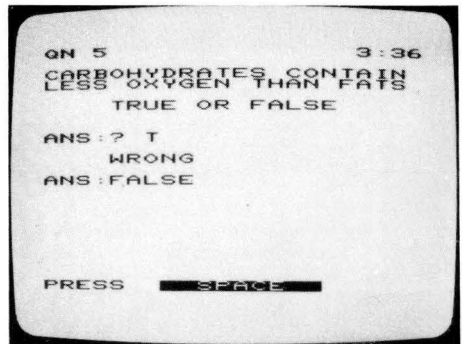 QN 5 3:36
CARBOHYDRATES CONTAIN
LESS OXYGEN THAN FATS
TRUE OR FALSE
ANS:? T
WRONG
ANS:FALSE
PRESS SPACE